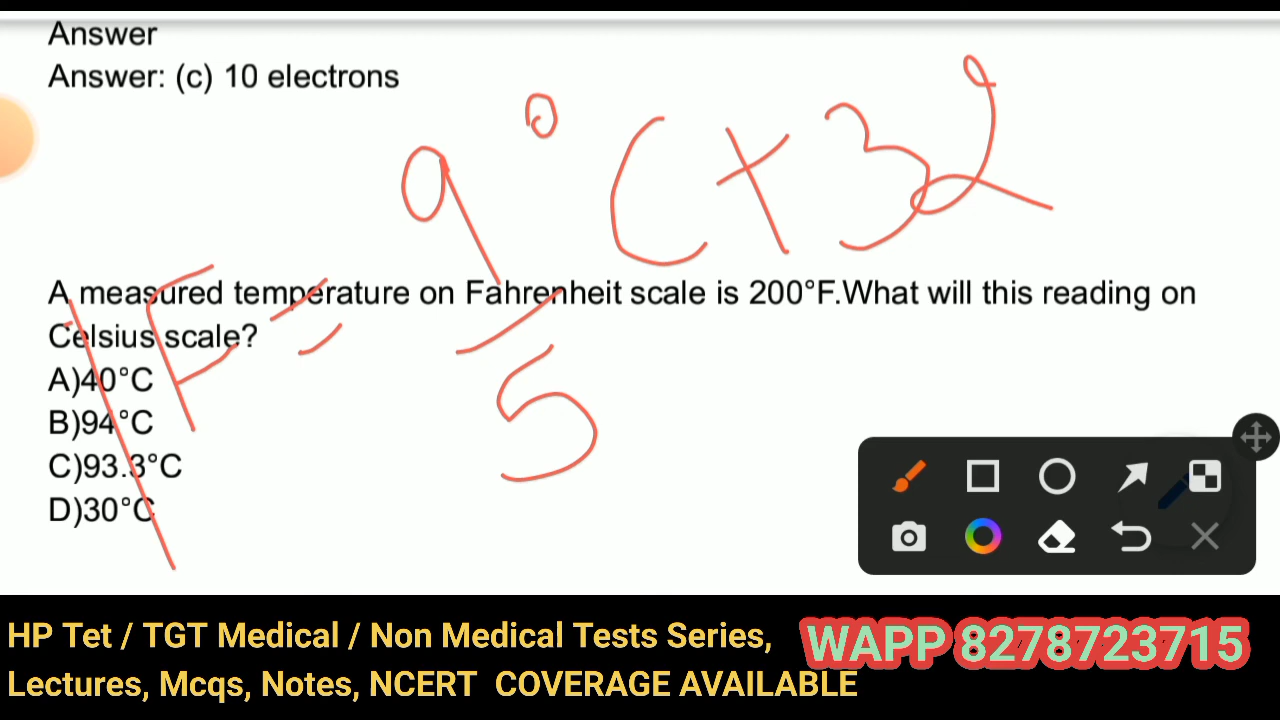 Answer
Answer: (c) 10 electrons
°F = 9/5 °C + 32
A measured temperature on Fahrenheit scale is 200°F.What will this reading on
Celsius scale?
A)40°C
B)94°C
C)93.3°C
D)30°C
HP Tet / TGT Medical / Non Medical Tests Series,
Lectures, Mcqs, Notes, NCERT COVERAGE AVAILABLE
WAPP 8278723715